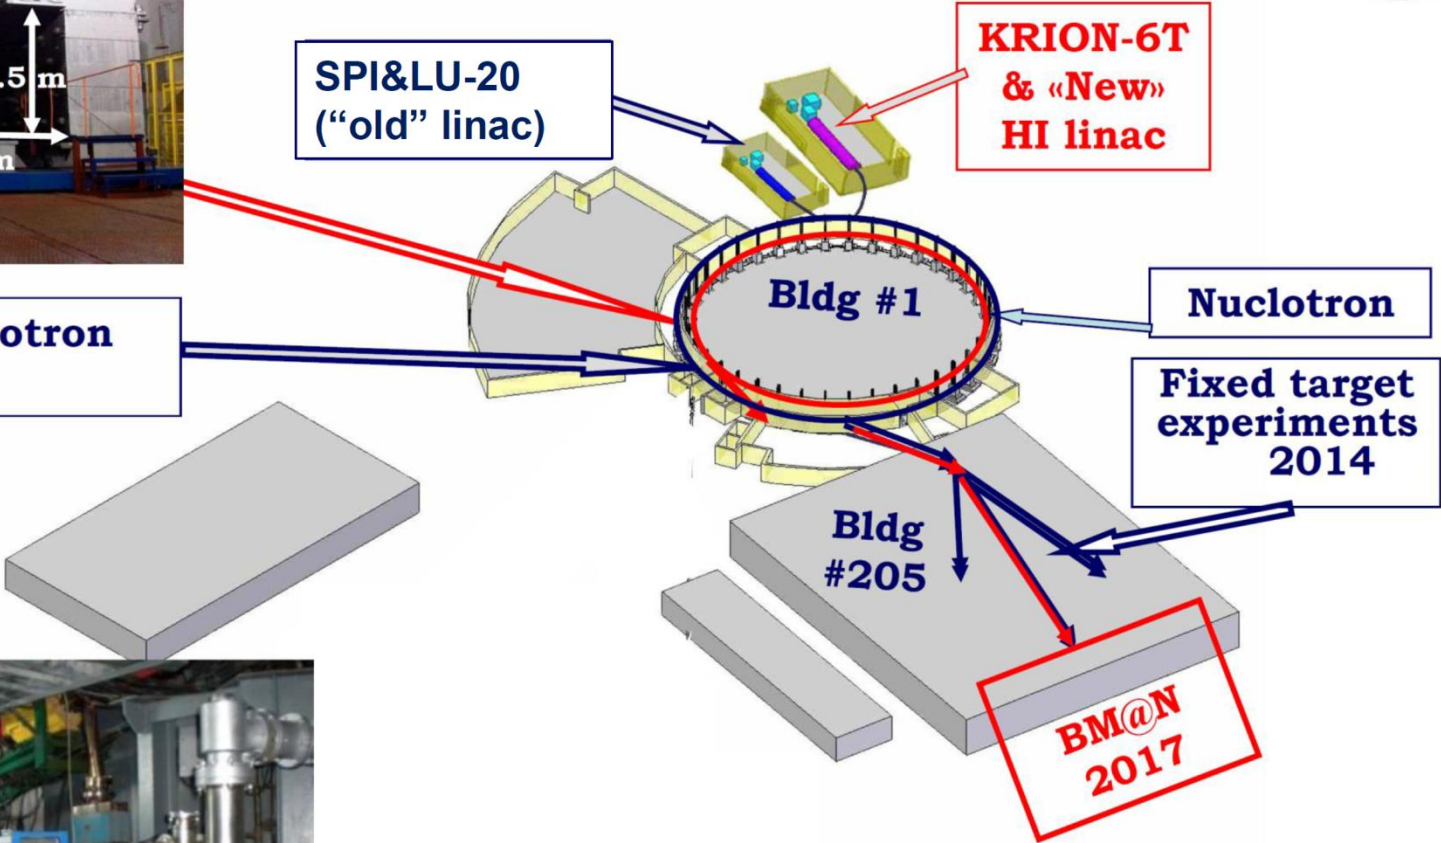 .5 m
m
SPI&LU-20
(“old” linac)
KRION-6T
& «New»
HI linac
Bldg #1
Nuclotron
otron
Fixed target
experiments
2014
Bldg
#205
BM@N
2017